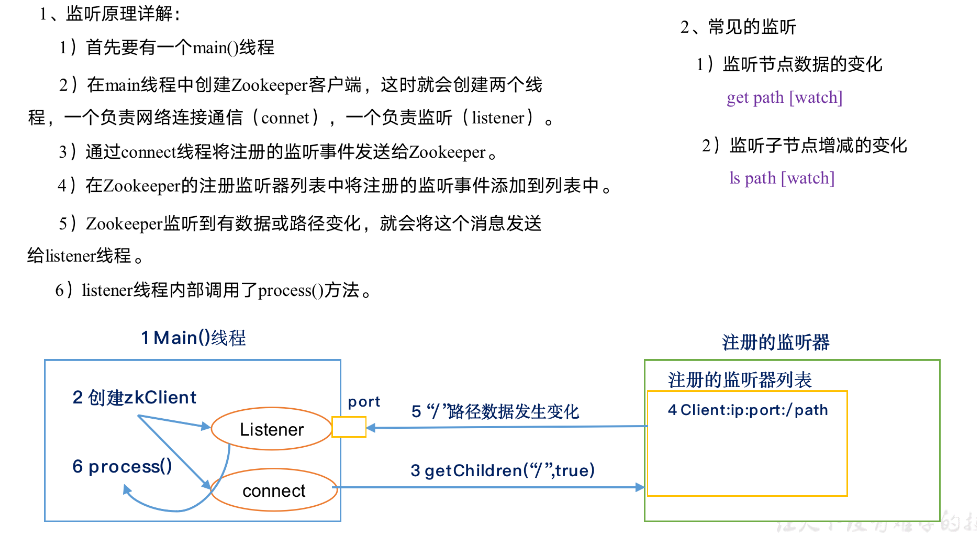 1、监听原理详解：
1）首先要有一个main()线程
2）在main线程中创建Zookeeper客户端，这时就会创建两个线
程，一个负责网络连接通信（connet），一个负责监听（listener）。
3）通过connect线程将注册的监听事件发送给Zookeeper。
4）在Zookeeper的注册监听器列表中将注册的监听事件添加到列表中。
5）Zookeeper监听到有数据或路径变化，就会将这个消息发送
给listener线程。
6）listener线程内部调用了process()方法。
2、常见的监听
1）监听节点数据的变化
get path [watch]
2）监听子节点增减的变化
ls path [watch]
1 Main()线程
2 创建zkClient
Listener
port
6 process()
connect
5 “/”路径数据发生变化
3 getChildren(“/”,true)
注册的监听器
注册的监听器列表
4 Client:ip:port:/path